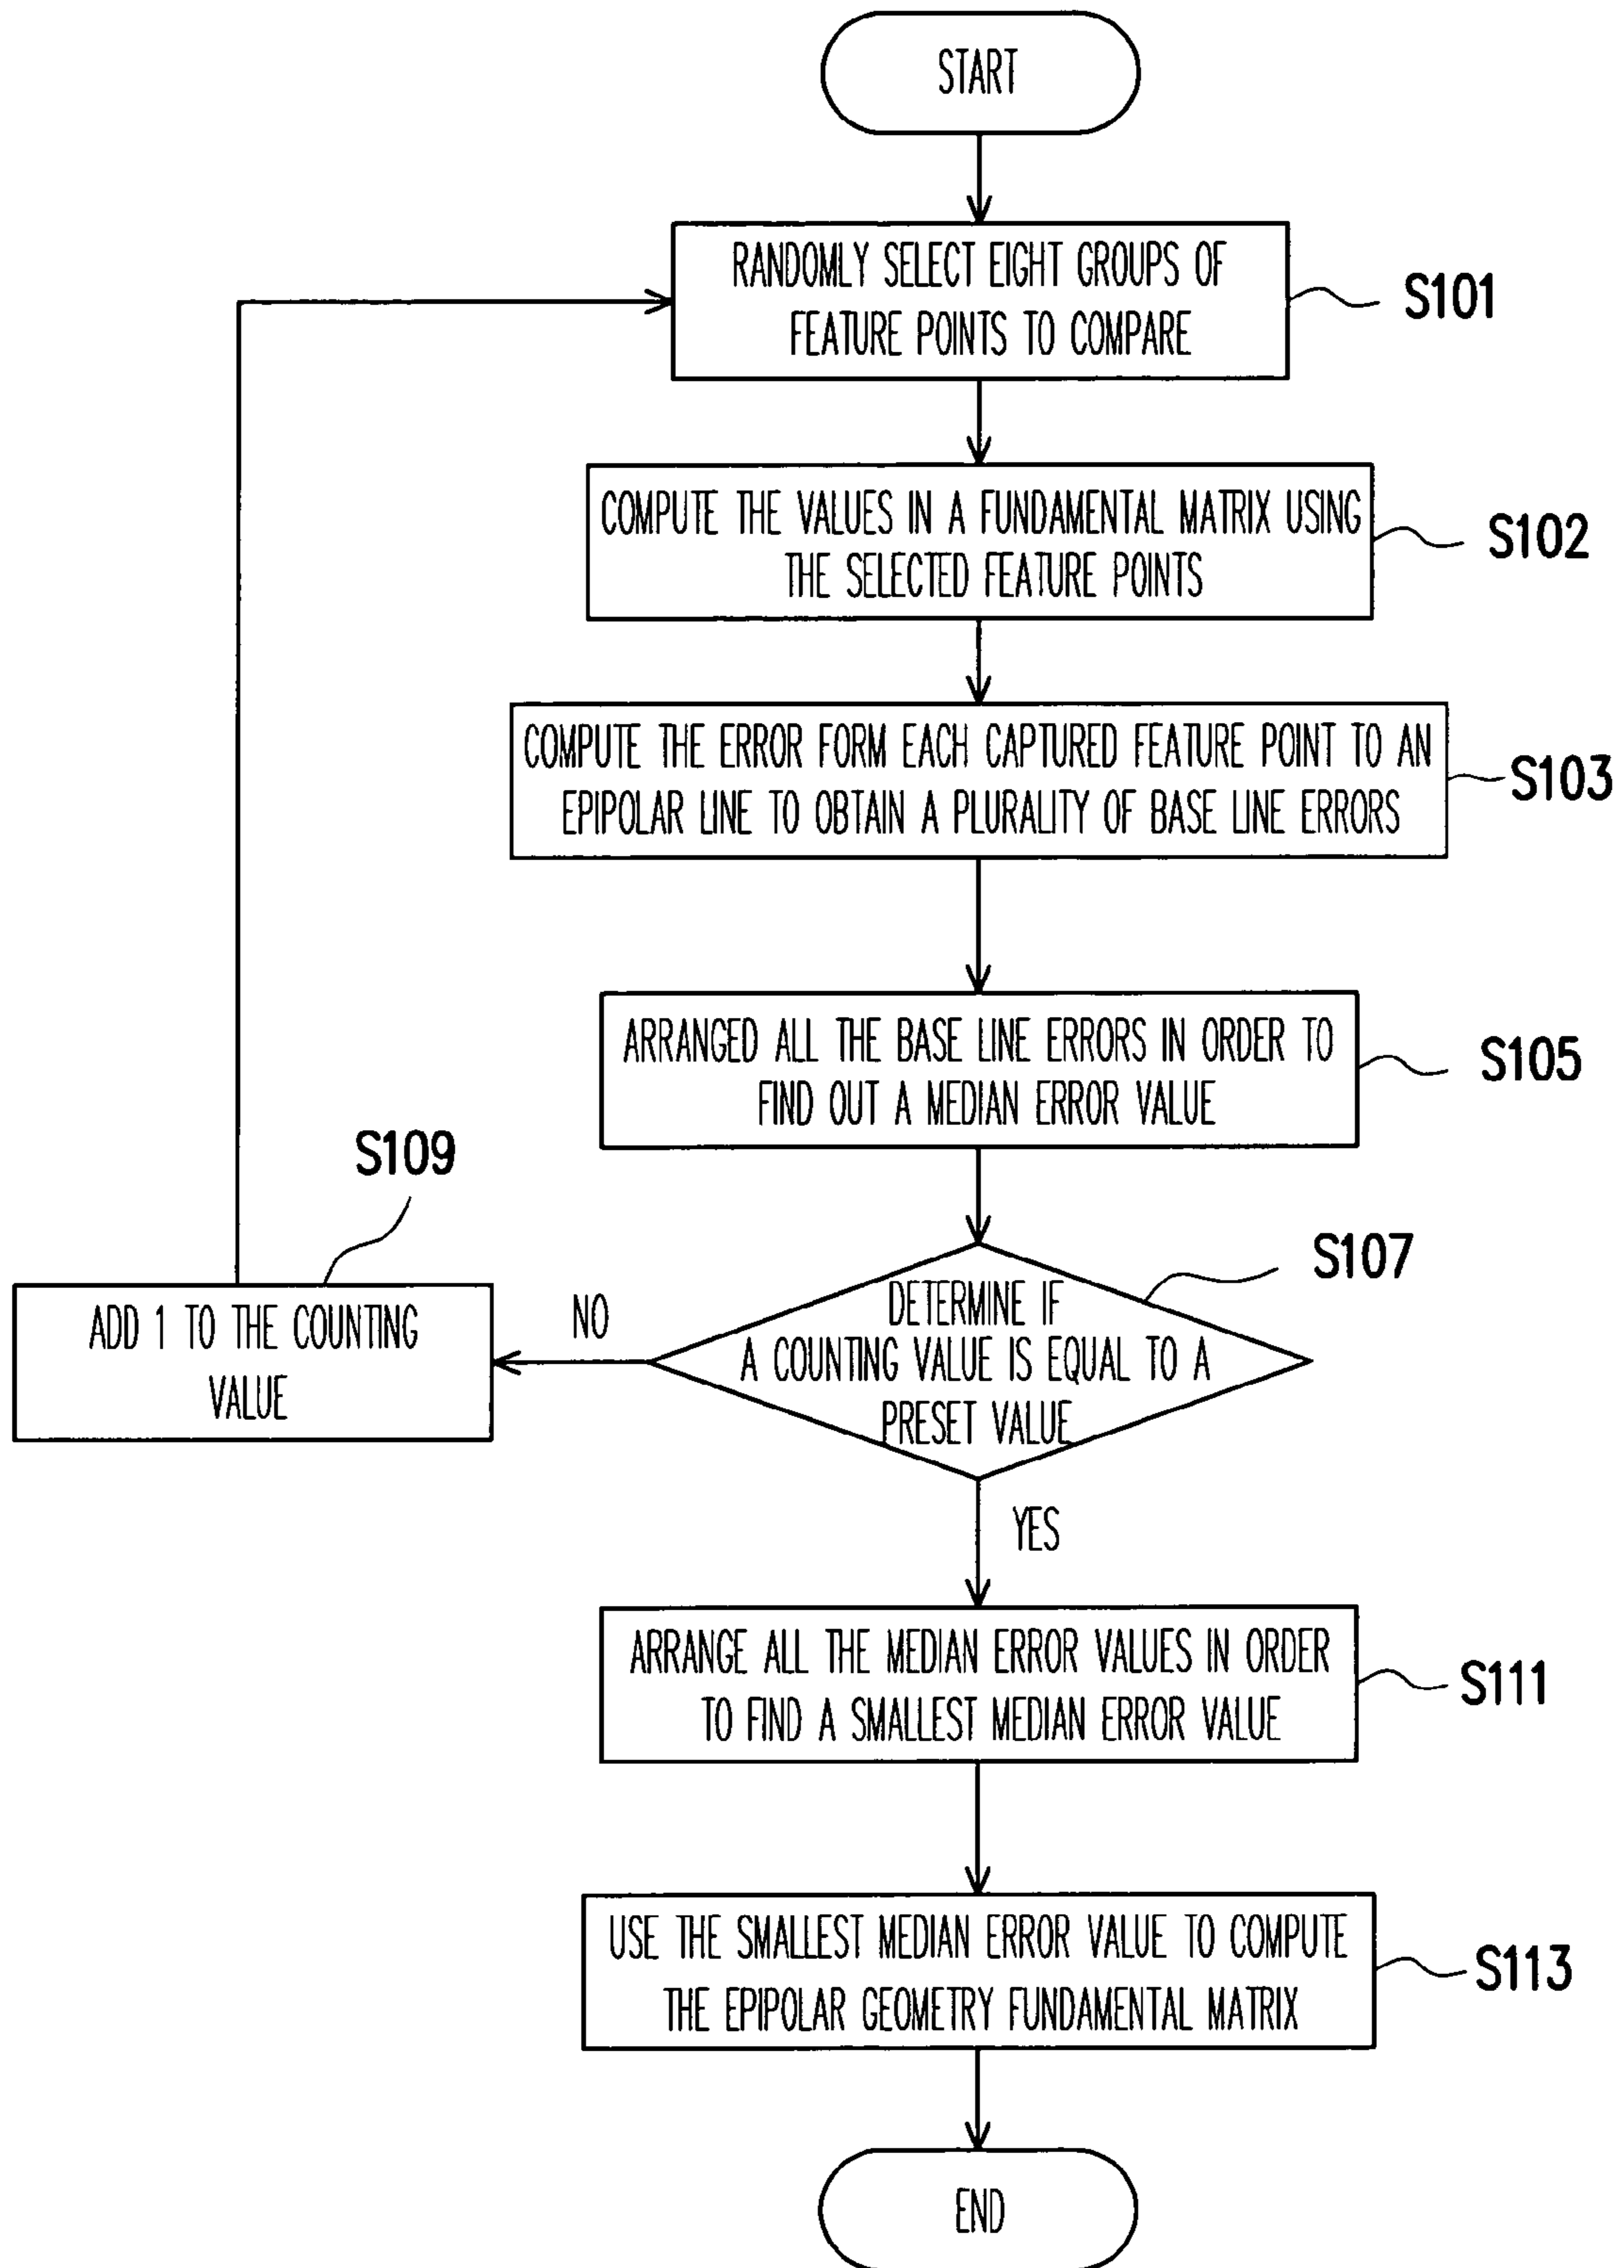 START
RANDOMLY SELECT EIGHT GROUPS OF
FEATURE POINTS TO COMPARE
S101
COMPUTE THE VALUES IN A FUNDAMENTAL MATRIX USING
THE SELECTED FEATURE POINTS
S102
COMPUTE THE ERROR FORM EACH CAPTURED FEATURE POINT TO AN
EPIPOLAR LINE TO OBTAIN A PLURALITY OF BASE LINE ERRORS
S103
ARRANGED ALL THE BASE LINE ERRORS IN ORDER TO
FIND OUT A MEDIAN ERROR VALUE
S105
S109
ADD 1 TO THE COUNTING
VALUE
NO
DETERMINE IF
A COUNTING VALUE IS EQUAL TO A
PRESET VALUE
S107
YES
ARRANGE ALL THE MEDIAN ERROR VALUES IN ORDER
TO FIND A SMALLEST MEDIAN ERROR VALUE
S111
USE THE SMALLEST MEDIAN ERROR VALUE TO COMPUTE
THE EPIPOLAR GEOMETRY FUNDAMENTAL MATRIX
S113
END